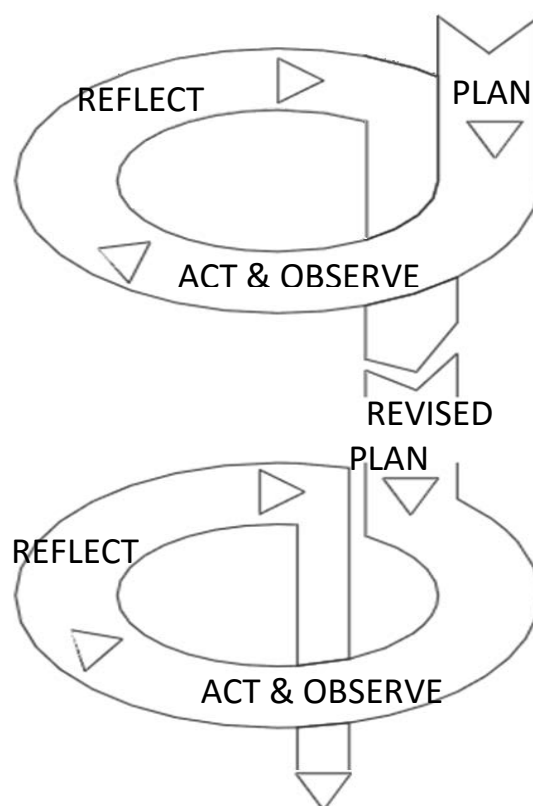 PLAN
REFLECT
ACT & OBSERVE
REVISED
PLAN
REFLECT
ACT & OBSERVE